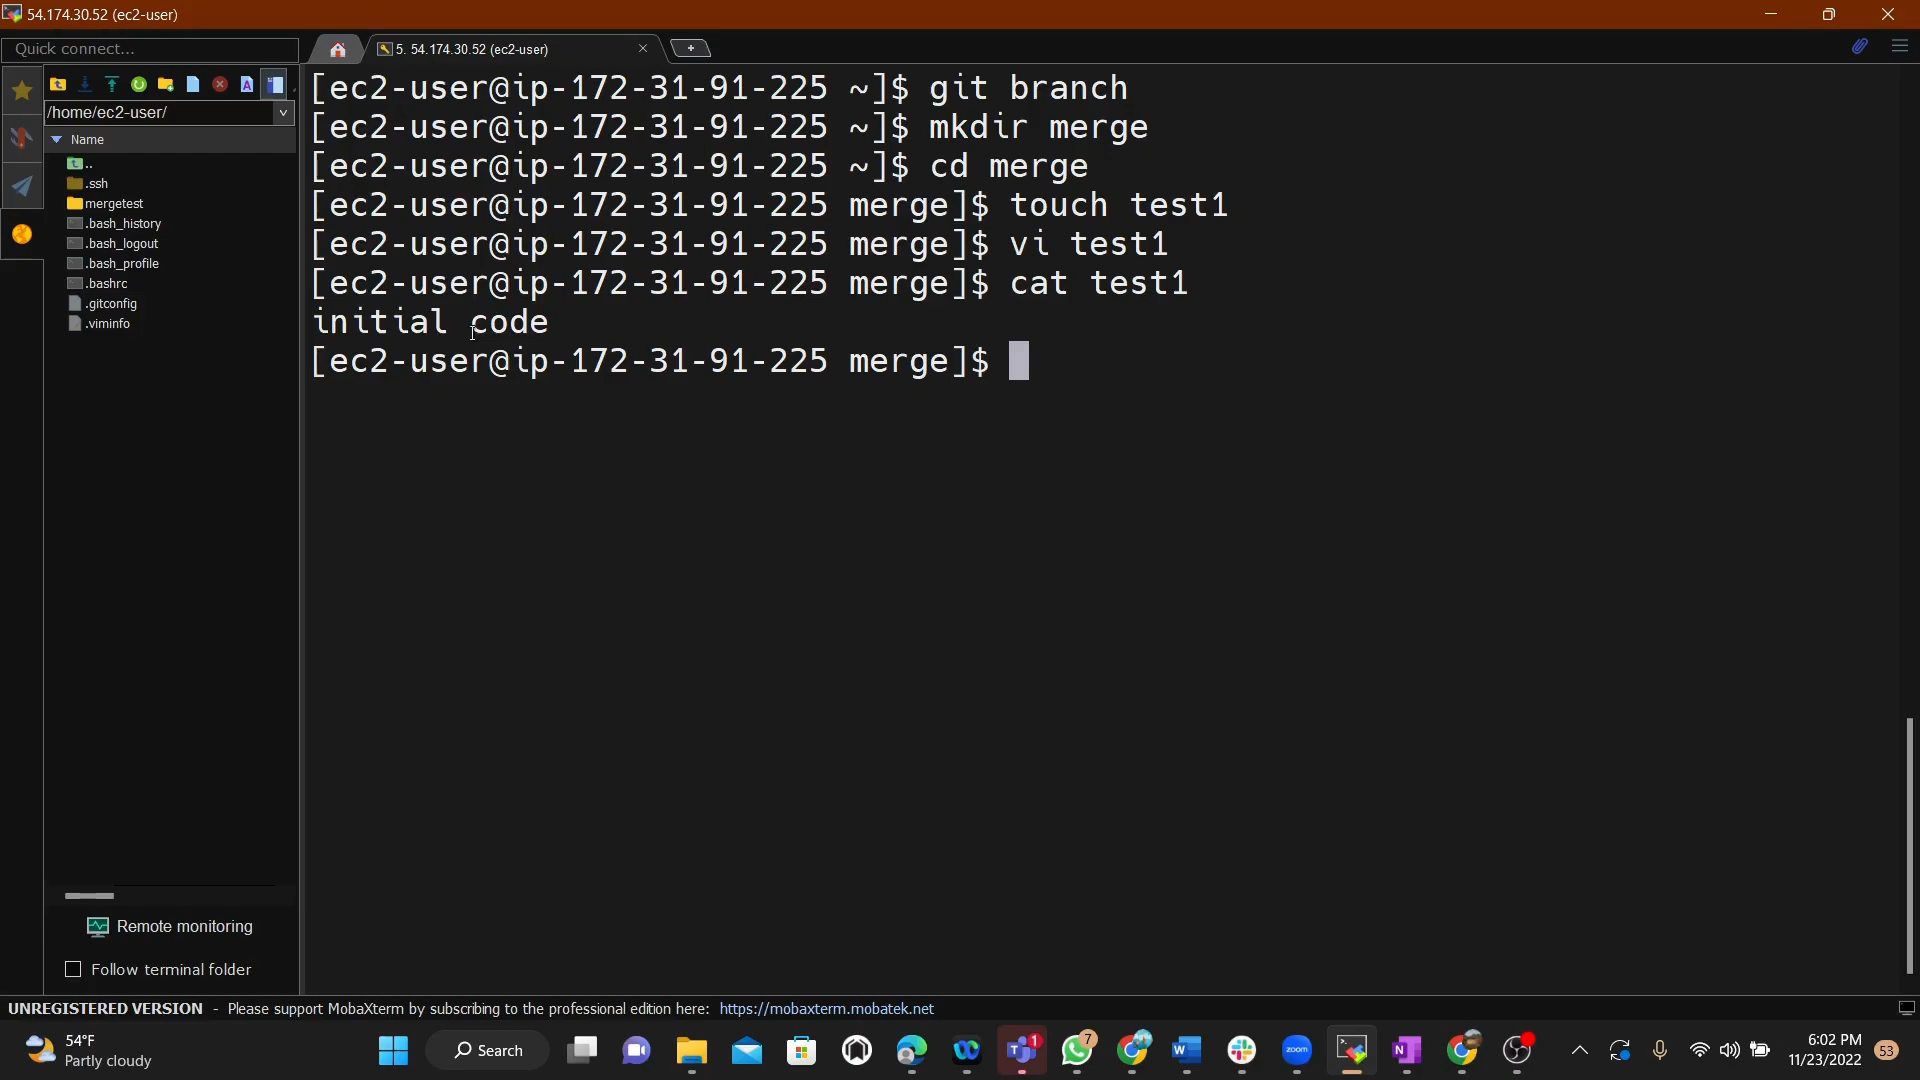 54.174.30.52 (ec2-user)
Quick connect...
5. 54.174.30.52 (ec2-user)
/home/ec2-user/
Name
..
.ssh
mergetest
.bash_history
.bash_logout
.bash_profile
.bashrc
.gitconfig
.viminfo
[ec2-user@ip-172-31-91-225 ~]$ git branch
[ec2-user@ip-172-31-91-225 ~]$ mkdir merge
[ec2-user@ip-172-31-91-225 ~]$ cd merge
[ec2-user@ip-172-31-91-225 merge]$ touch test1
[ec2-user@ip-172-31-91-225 merge]$ vi test1
[ec2-user@ip-172-31-91-225 merge]$ cat test1
initial code
[ec2-user@ip-172-31-91-225 merge]$
Remote monitoring
Follow terminal folder
UNREGISTERED VERSION - Please support MobaXterm by subscribing to the professional edition here: https://mobaxterm.mobatek.net
54°F
Partly cloudy
Search
1
7
zoom
6:02 PM
11/23/2022
53